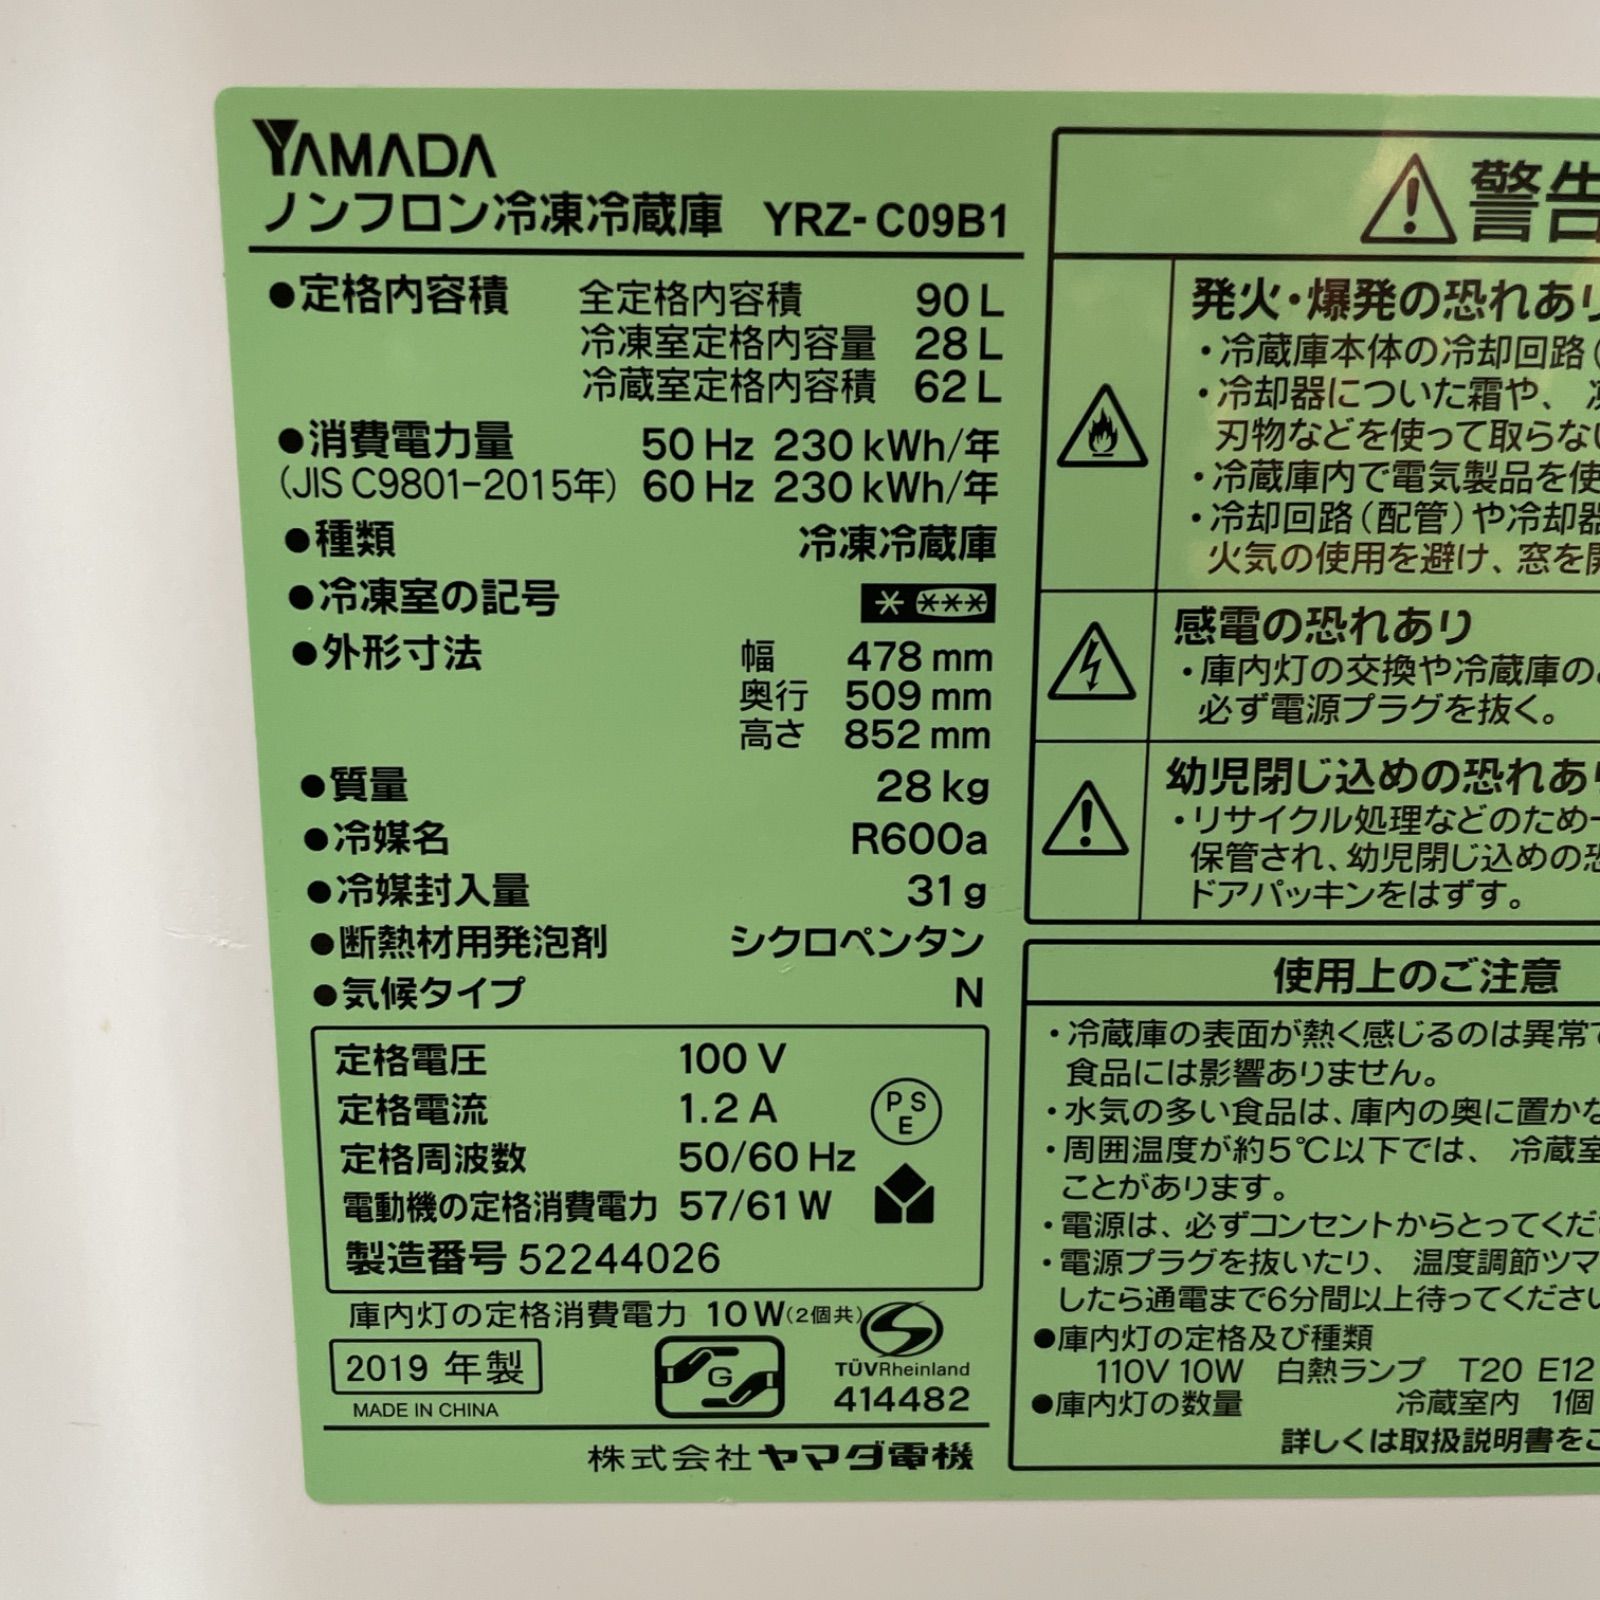 YAMADA
ノンフロン冷凍冷蔵庫 YRZ-C09B1
●定格内容積 全定格内容積 90 L
冷凍室定格内容量 28 L
冷蔵室定格内容積 62 L
●消費電力量 50 Hz 230 kWh/年
(JIS C9801-2015年) 60 Hz 230 kWh/年
●種類 冷凍冷蔵庫
●冷凍室の記号 * ***
●外形寸法 幅 478 mm
奥行 509 mm
高さ 852 mm
●質量 28 kg
●冷媒名 R600a
●冷媒封入量 31 g
●断熱材用発泡剤 シクロペンタン
●気候タイプ N
定格電圧 100 V
定格電流 1.2 A
PSE
定格周波数 50/60 Hz
電動機の定格消費電力 57/61 W
製造番号 52244026
庫内灯の定格消費電力 10 W(2個共)
2019 年製
MADE IN CHINA
G
TÜVRheinland
414482
株式会社ヤマダ電機
警告
発火・爆発の恐れあり
・冷蔵庫本体の冷却回路(
・冷却器についた霜や、
刃物などを使って取らな
・冷蔵庫内で電気製品を使
・冷却回路(配管)や冷却器
火気の使用を避け、窓を開
感電の恐れあり
・庫内灯の交換や冷蔵庫の
必ず電源プラグを抜く。
幼児閉じ込めの恐れあり
・リサイクル処理などのため一
保管され、幼児閉じ込めの恐
ドアパッキンをはずす。
使用上のご注意
・冷蔵庫の表面が熱く感じるのは異常で
食品には影響ありません。
・水気の多い食品は、庫内の奥に置かな
・周囲温度が約5℃以下では、冷蔵室
ことがあります。
・電源は、必ずコンセントからとってくださ
・電源プラグを抜いたり、温度調節ツマ
したら通電まで6分間以上待ってください
●庫内灯の定格及び種類
110V 10W 白熱ランプ T20 E12
●庫内灯の数量 冷蔵室内 1個
詳しくは取扱説明書をご